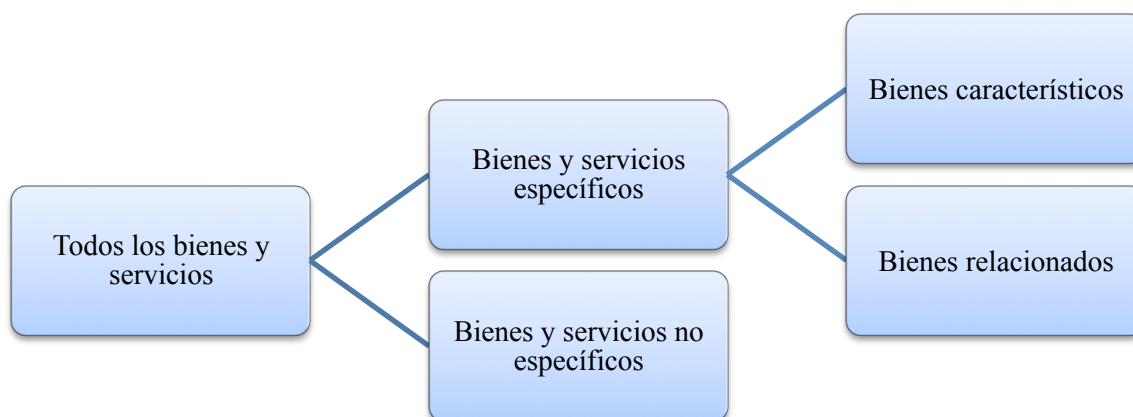 Todos los bienes y
servicios
Bienes y servicios
específicos
Bienes y servicios no
específicos
Bienes característicos
Bienes relacionados